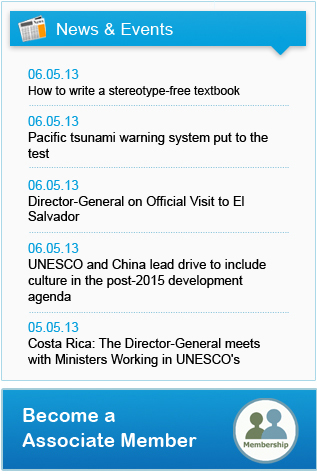 News & Events
06.05.13
How to write a stereotype-free textbook
06.05.13
Pacific tsunami warning system put to the
test
06.05.13
Director-General on Official Visit to El
Salvador
06.05.13
UNESCO and China lead drive to include
culture in the post-2015 development
agenda
05.05.13
Costa Rica: The Director-General meets
with Ministers Working in UNESCO's
Become a
Associate Member
Membership